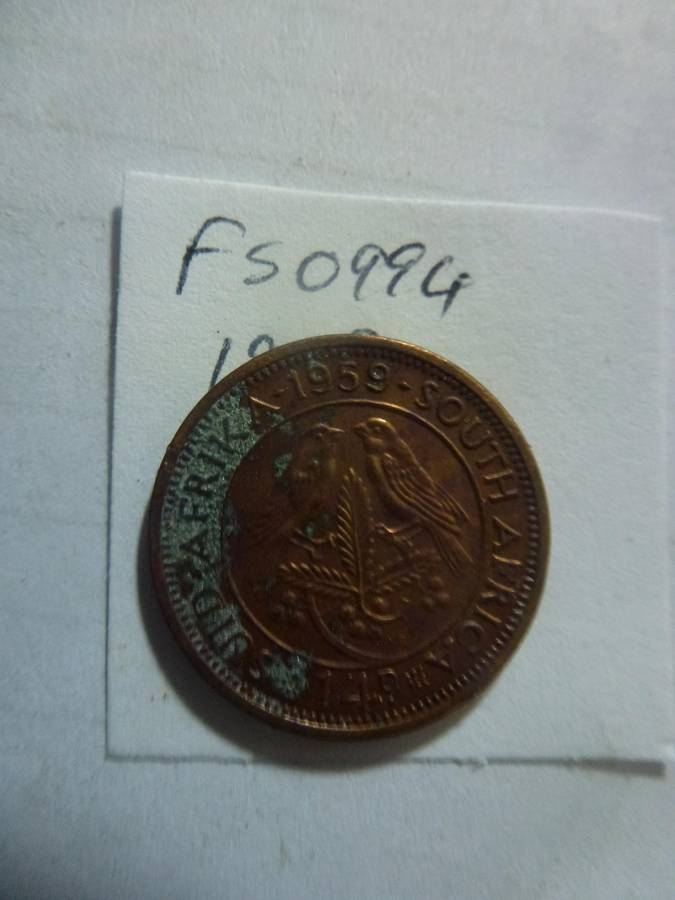 FS0994
SUID-AFRIKA · 1959 · SOUTH AFRICA